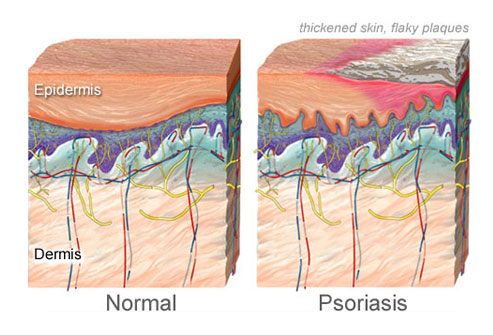 thickened skin, flaky plaques
Epidermis
Dermis
Normal
Psoriasis